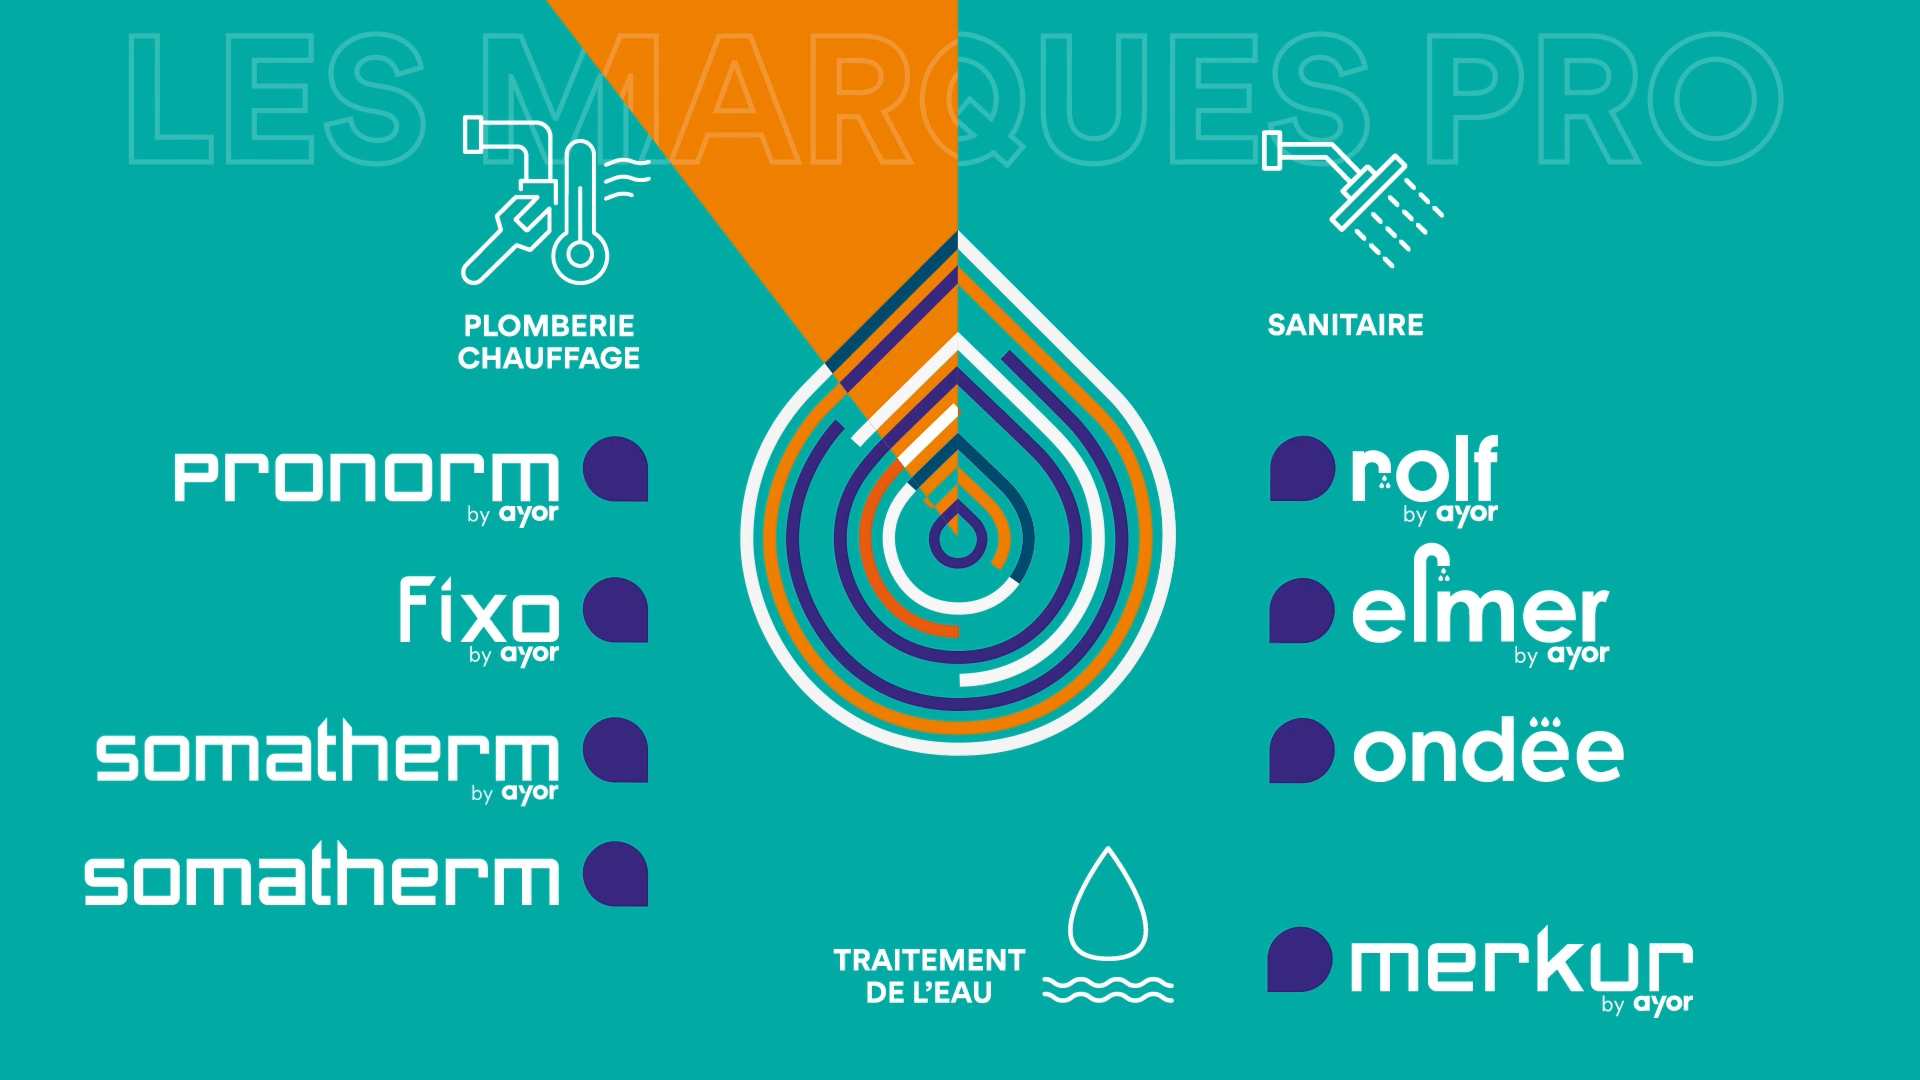 LES MARQUES PRO
PLOMBERIE
CHAUFFAGE
pronorm
by ayor
fixo
by ayor
somatherm
by ayor
somatherm
SANITAIRE
rolf
by ayor
elmer
by ayor
ondëe
TRAITEMENT
DE L'EAU
merkur
by ayor